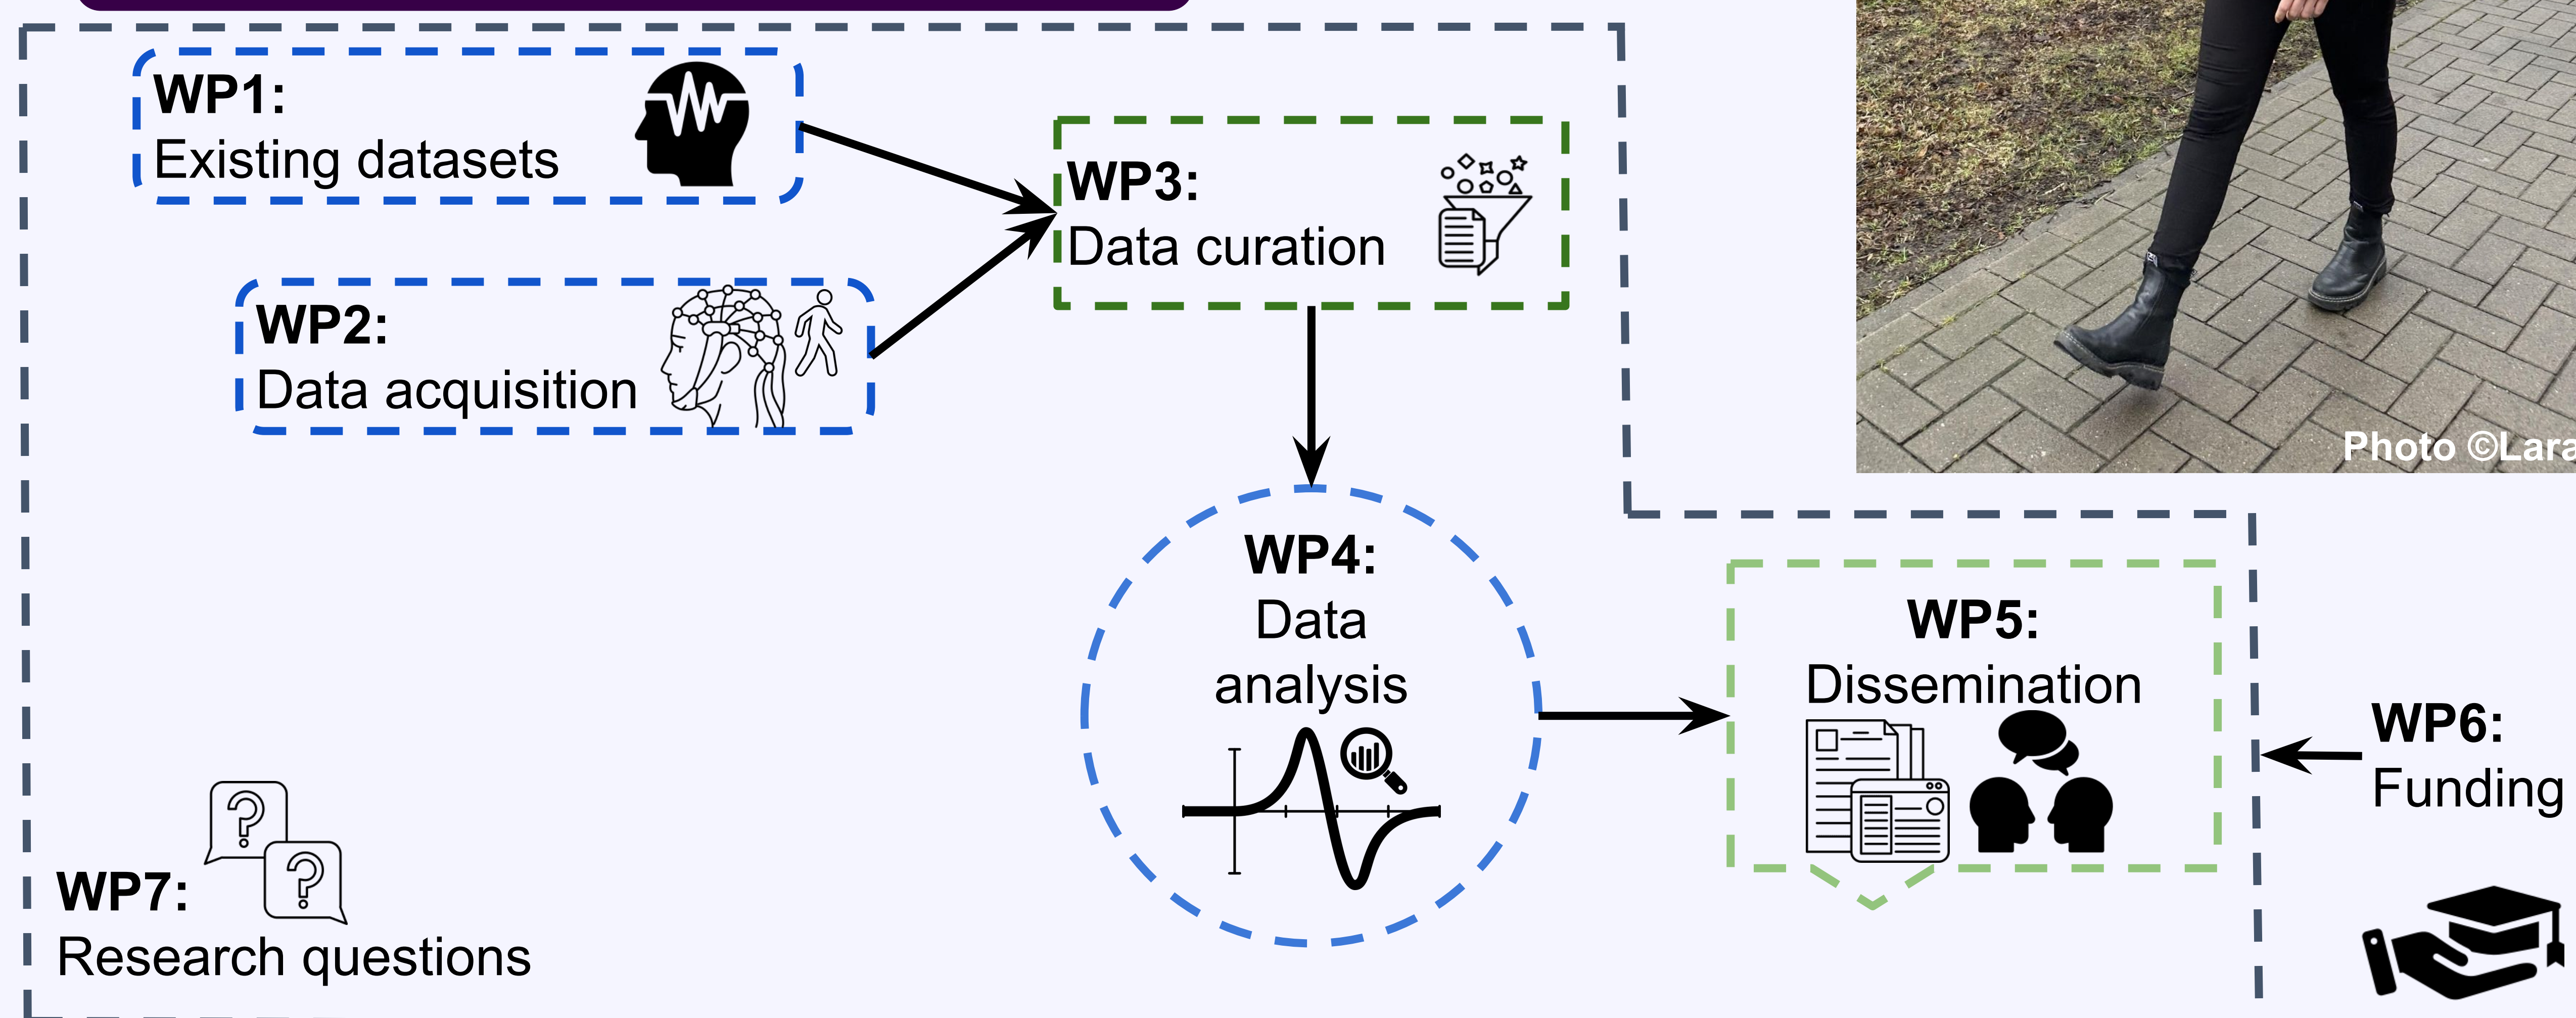 WP1:
Existing datasets
WP2:
Data acquisition
WP3:
Data curation
WP4:
Data
analysis
WP5:
Dissemination
WP6:
Funding
WP7:
Research questions
Photo ©Lara